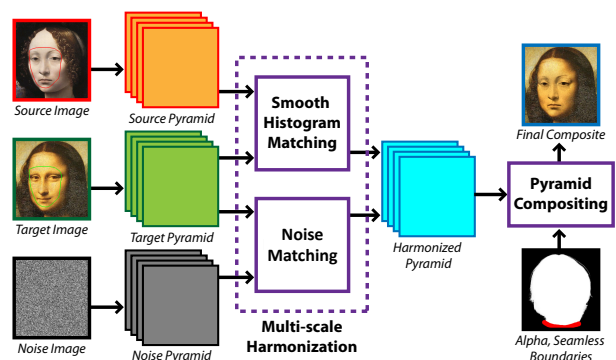 Source Image
Source Pyramid
Smooth
Histogram
Matching
Final Composite
Target Image
Target Pyramid
Noise
Matching
Harmonized
Pyramid
Pyramid
Compositing
Noise Image
Noise Pyramid
Multi-scale
Harmonization
Alpha, Seamless
Boundaries